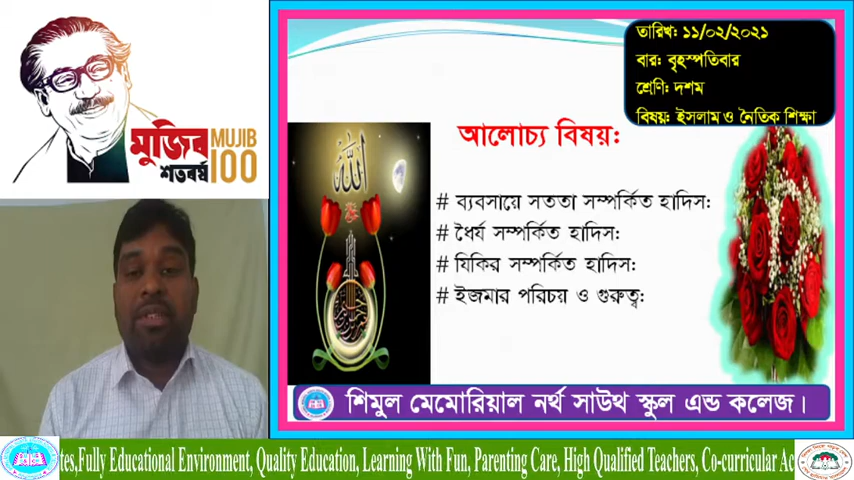 মুজিব
শতবর্ষ
MUJIB
100
তারিখ: ১১/০২/২০২১
বার: বৃহস্পতিবার
শ্রেণি: দশম
বিষয়: ইসলাম ও নৈতিক শিক্ষা
আলোচ্য বিষয়:
# ব্যবসায়ে সততা সম্পর্কিত হাদিস:
# ধৈর্য সম্পর্কিত হাদিস:
# যিকির সম্পর্কিত হাদিস:
# ইজমার পরিচয় ও গুরুত্ব:
الله
শিমুল মেমোরিয়াল নর্থ সাউথ স্কুল এন্ড কলেজ।
tes,Fully Educational Environment, Quality Education, Learning With Fun, Parenting Care, High Qualified Teachers, Co-curricular Ac